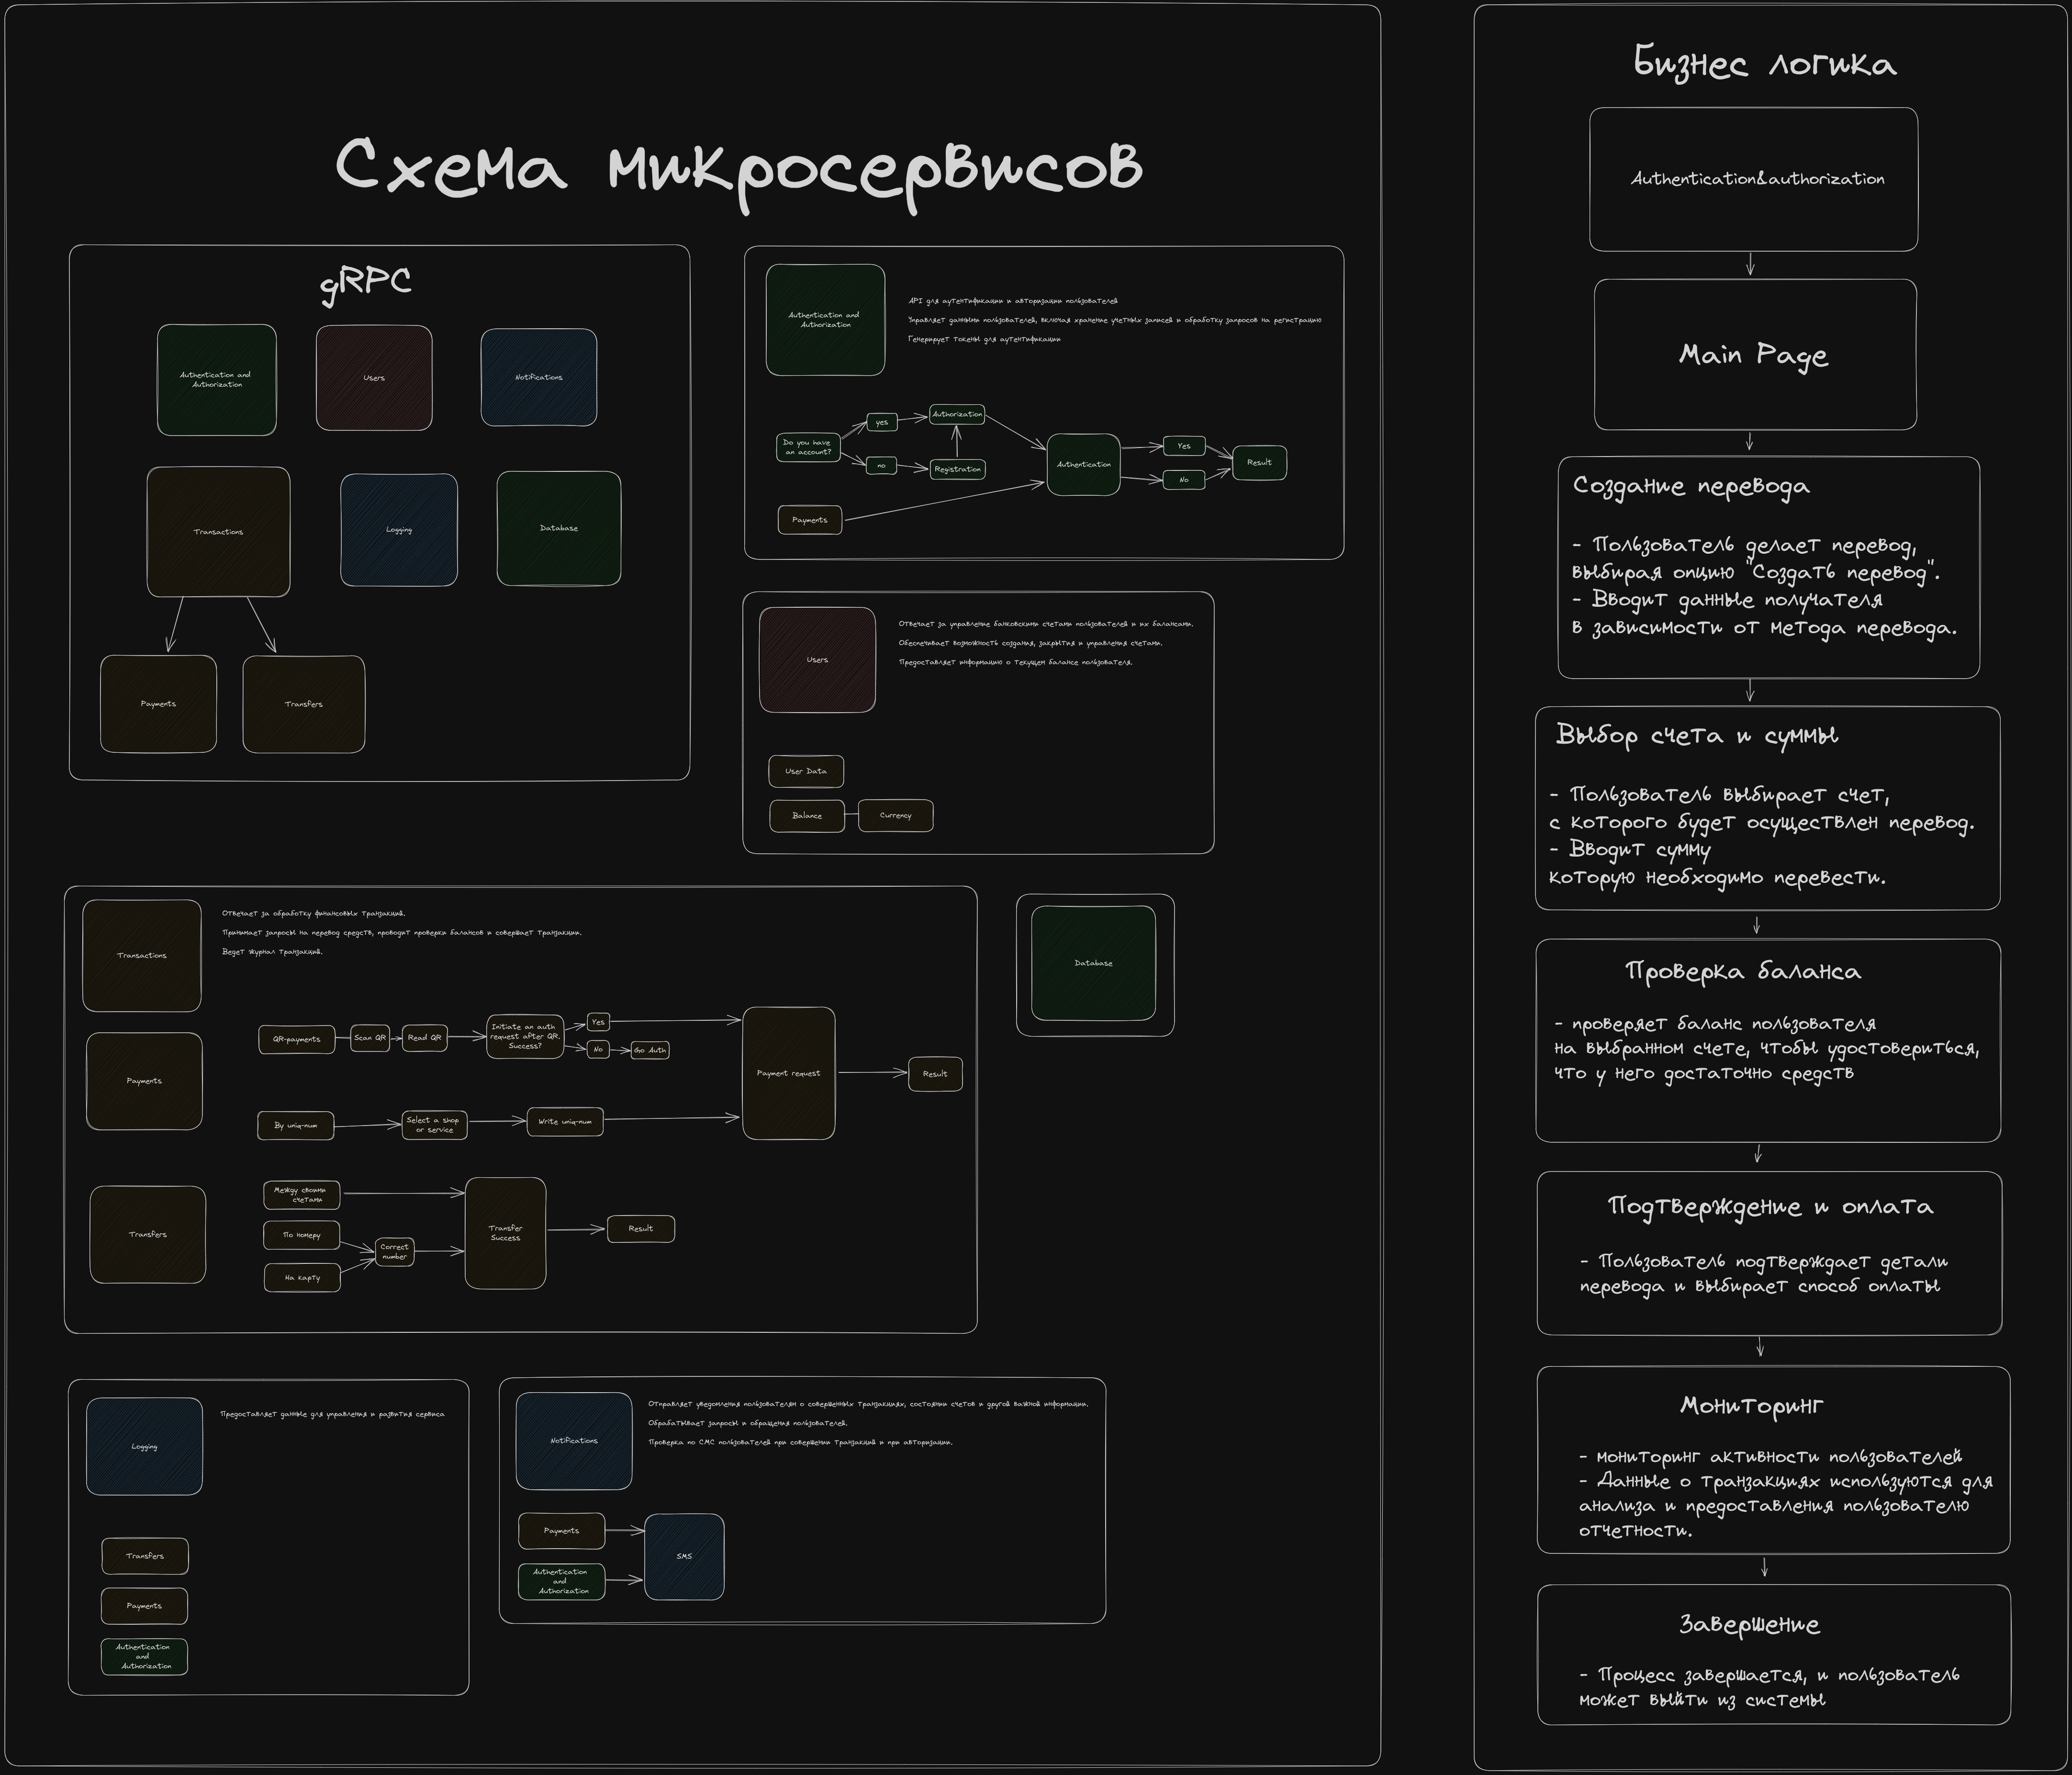 Схема микросервисов
gRPC
Authentication and
Authorization
Users
Notifications
Transactions
Logging
Database
Payments
Transfers
Authentication and
Authorization
API для аутентификации и авторизации пользователей
Управляет данными пользователей, включая хранение учетных записей и обработку запросов на регистрацию
Генерирует токены для аутентификации
Do you have
an account?
yes
no
Authorization
Registration
Authentication
Yes
No
Result
Payments
Users
Отвечает за управление банковскими счетами пользователей и их балансами.
Обеспечивает возможность создания, закрытия и управления счетами.
Предоставляет информацию о текущем балансе пользователя.
User Data
Balance
Currency
Transactions
Отвечает за обработку финансовых транзакций.
Принимает запросы на перевод средств, проводит проверки балансов и совершает транзакции.
Ведет журнал транзакций.
Payments
QR-payments
Scan QR
Read QR
Initiate an auth
request after QR.
Success?
Yes
No
Go Auth
Payment request
Result
By uniq-num
Select a shop
or service
Write uniq-num
Transfers
Между своими
счетами
По номеру
На карту
Correct
number
Transfer
Success
Result
Database
Logging
Предоставляет данные для управления и развития сервиса
Transfers
Payments
Authentication
and
Authorization
Notifications
Отправляет уведомления пользователям о совершенных транзакциях, состоянии счетов и другой важной информации.
Обрабатывает запросы и обращения пользователей.
Проверка по СМС пользователей при совершении транзакций и при авторизации.
Payments
Authentication
and
Authorization
SMS
Бизнес логика
Authentication&authorization
Main Page
Создание перевода
- Пользователь делает перевод,
выбирая опцию "Создать перевод".
- Вводит данные получателя
в зависимости от метода перевода.
Выбор счета и суммы
- Пользователь выбирает счет,
с которого будет осуществлен перевод.
- Вводит сумму
которую необходимо перевести.
Проверка баланса
- проверяет баланс пользователя
на выбранном счете, чтобы удостовериться,
что у него достаточно средств
Подтверждение и оплата
- Пользователь подтверждает детали
перевода и выбирает способ оплаты
Мониторинг
- мониторинг активности пользователей
- Данные о транзакциях используются для
анализа и предоставления пользователю
отчетности.
Завершение
- Процесс завершается, и пользователь
может выйти из системы